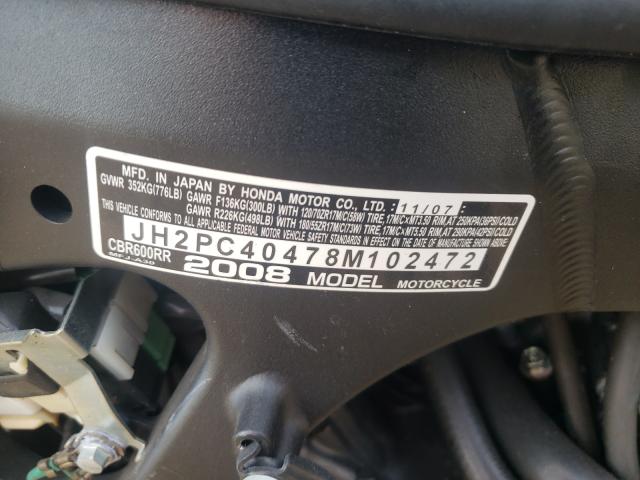 MFD. IN JAPAN BY HONDA MOTOR CO., LTD. 11/07
GVWR 352KG(776LB) GAWR F136KG(300LB) WITH 120/70ZR17M/C(58W) TIRE, 17M/C×MT3.50 RIM, AT 250KPA(36PSI)COLD
GAWR R226KG(498LB) WITH 180/55ZR17M/C(73W) TIRE, 17M/C×MT5.50 RIM, AT 290KPA(42PSI)COLD
THIS VEHICLE CONFORMS TO ALL APPLICABLE FEDERAL MOTOR VEHICLE SAFETY STANDARDS IN EFFECT ON THE DATE OF MANUFACTURE SHOWN ABOVE.
JH2PC40478M102472
CBR600RR 2008 MODEL MOTORCYCLE
MFJ-A30